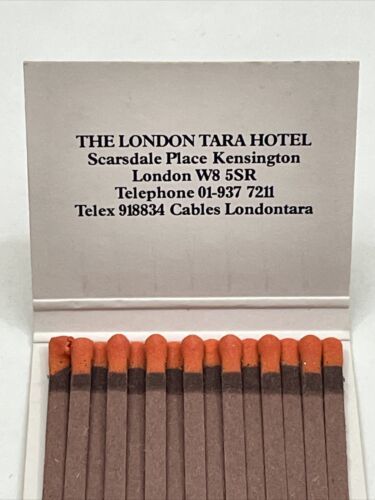 THE LONDON TARA HOTEL
Scarsdale Place Kensington
London W8 5SR
Telephone 01-937 7211
Telex 918834 Cables Londontara